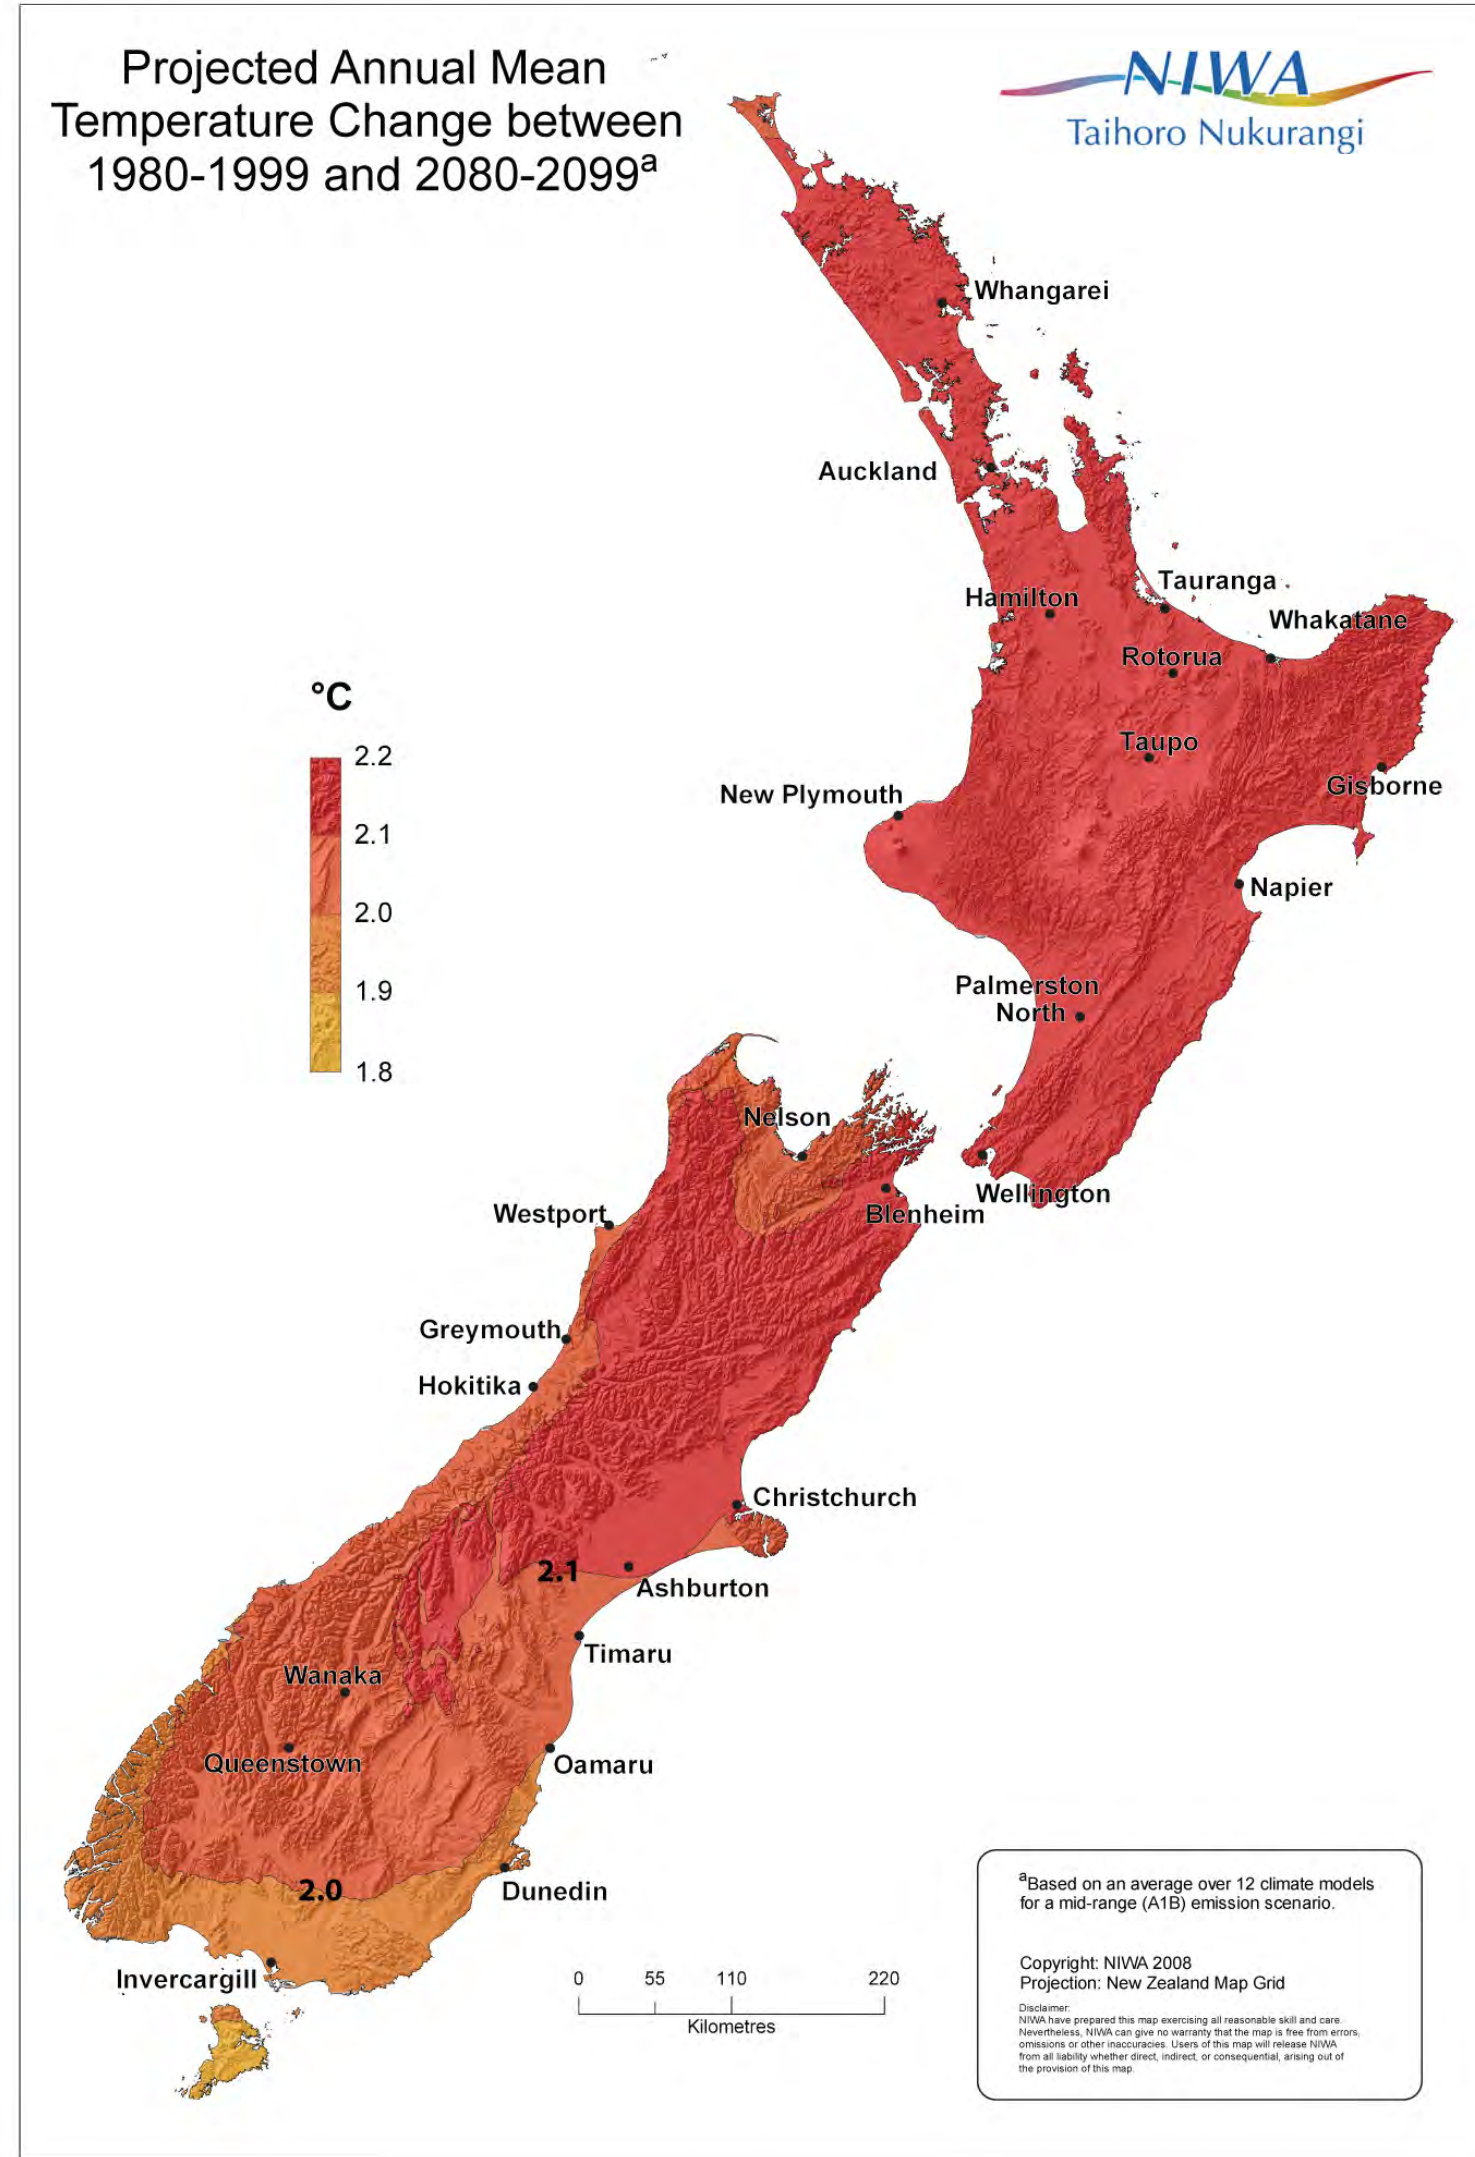 Projected Annual Mean
Temperature Change between
1980-1999 and 2080-2099ª
NIWA
Taihoro Nukurangi
Whangarei
Auckland
Tauranga
Hamilton
Whakatane
Rotorua
°C
Taupo
2.2
Gisborne
New Plymouth
2.1
Napier
2.0
Palmerston
North
1.9
1.8
Nelson
Wellington
Westport
Blenheim
Greymouth
Hokitika
Christchurch
2.1
Ashburton
Timaru
Wanaka
Queenstown
Oamaru
2.0
Dunedin
Invercargill
0 55 110 220
Kilometres
ªBased on an average over 12 climate models
for a mid-range (A1B) emission scenario.
Copyright: NIWA 2008
Projection: New Zealand Map Grid
Disclaimer:
NIWA have prepared this map exercising all reasonable skill and care.
Nevertheless, NIWA can give no warranty that the map is free from errors,
omissions or other inaccuracies. Users of this map will release NIWA
from all liability whether direct, indirect, or consequential, arising out of
the provision of this map.